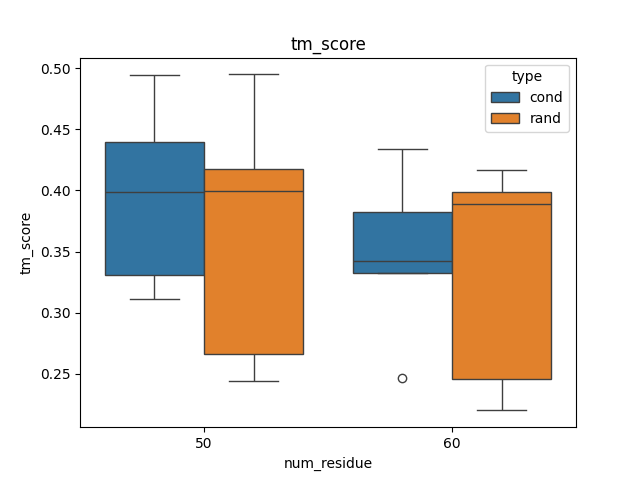 tm_score
type
cond
rand
0.50
0.45
0.40
0.35
0.30
0.25
tm_score
50
60
num_residue